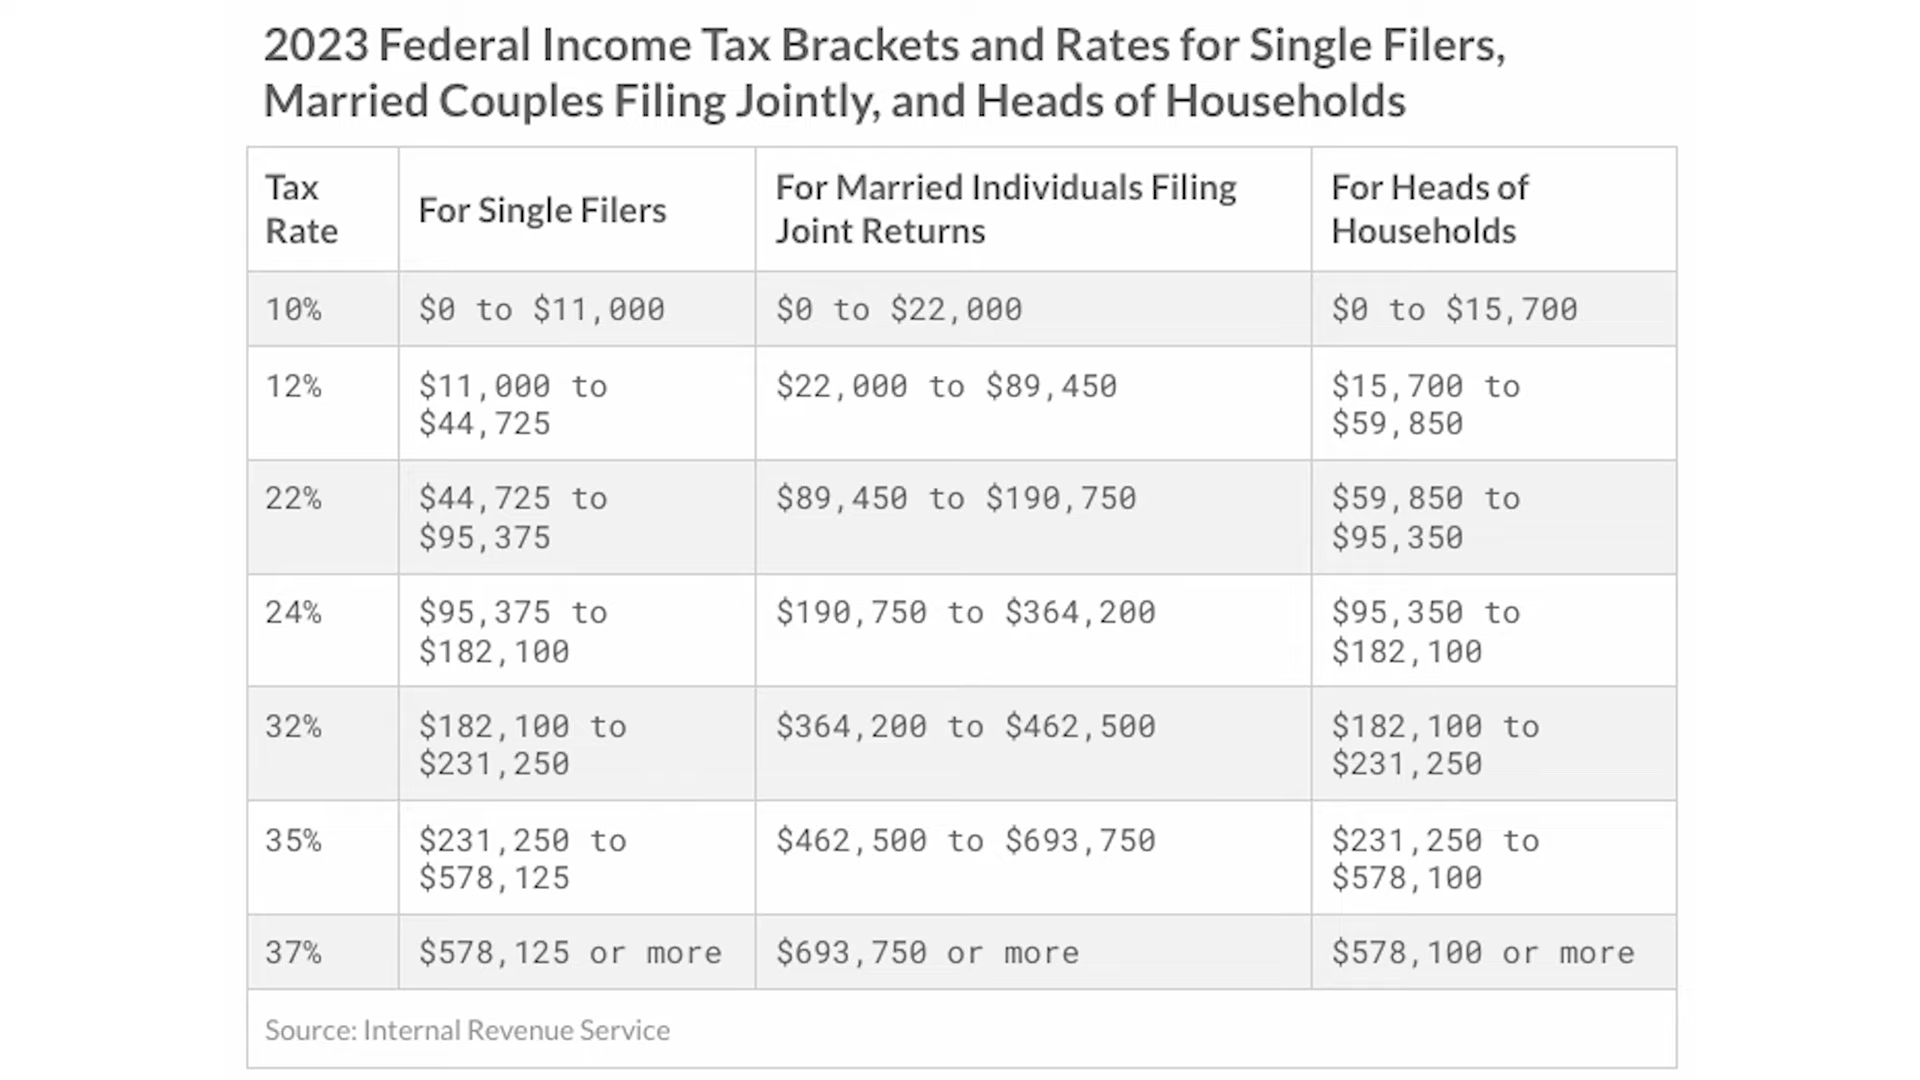 2023 Federal Income Tax Brackets and Rates for Single Filers,
Married Couples Filing Jointly, and Heads of Households
Tax
Rate
For Single Filers
For Married Individuals Filing
Joint Returns
For Heads of
Households
10%
$0 to $11,000
$0 to $22,000
$0 to $15,700
12%
$11,000 to
$44,725
$22,000 to $89,450
$15,700 to
$59,850
22%
$44,725 to
$95,375
$89,450 to $190,750
$59,850 to
$95,350
24%
$95,375 to
$182,100
$190,750 to $364,200
$95,350 to
$182,100
32%
$182,100 to
$231,250
$364,200 to $462,500
$182,100 to
$231,250
35%
$231,250 to
$578,125
$462,500 to $693,750
$231,250 to
$578,100
37%
$578,125 or more
$693,750 or more
$578,100 or more
Source: Internal Revenue Service